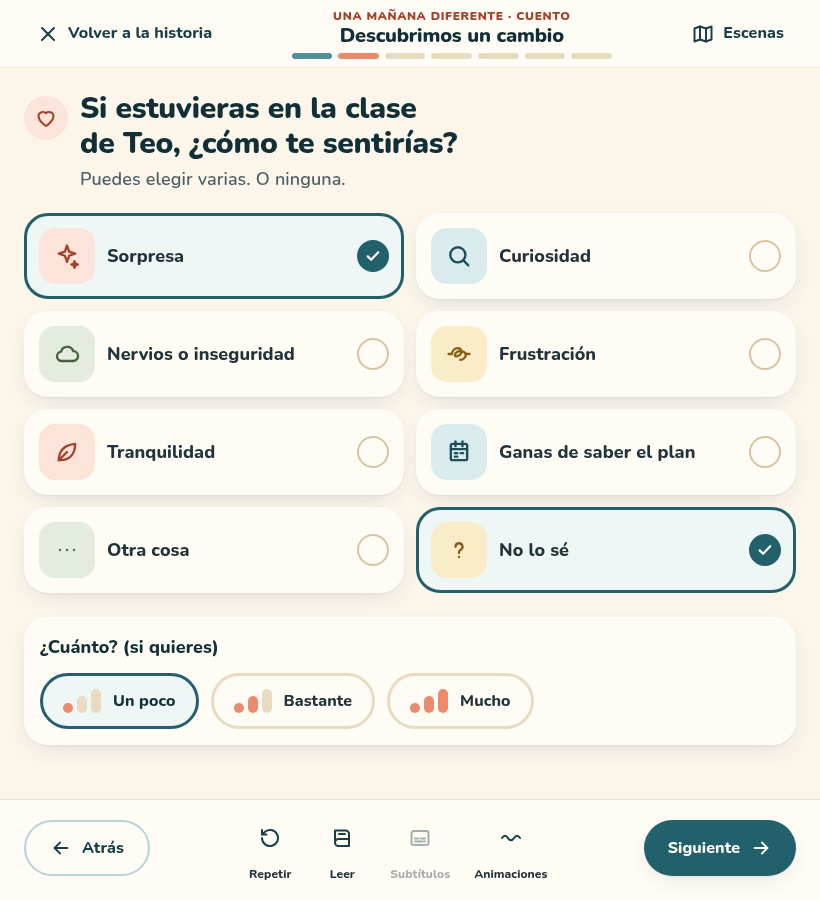 Volver a la historia
UNA MAÑANA DIFERENTE · CUENTO
Descubrimos un cambio
Escenas
Si estuvieras en la clase
de Teo, ¿cómo te sentirías?
Puedes elegir varias. O ninguna.
Sorpresa
Curiosidad
Nervios o inseguridad
Frustración
Tranquilidad
Ganas de saber el plan
Otra cosa
No lo sé
¿Cuánto? (si quieres)
Un poco
Bastante
Mucho
Atrás
Repetir
Leer
Subtítulos
Animaciones
Siguiente